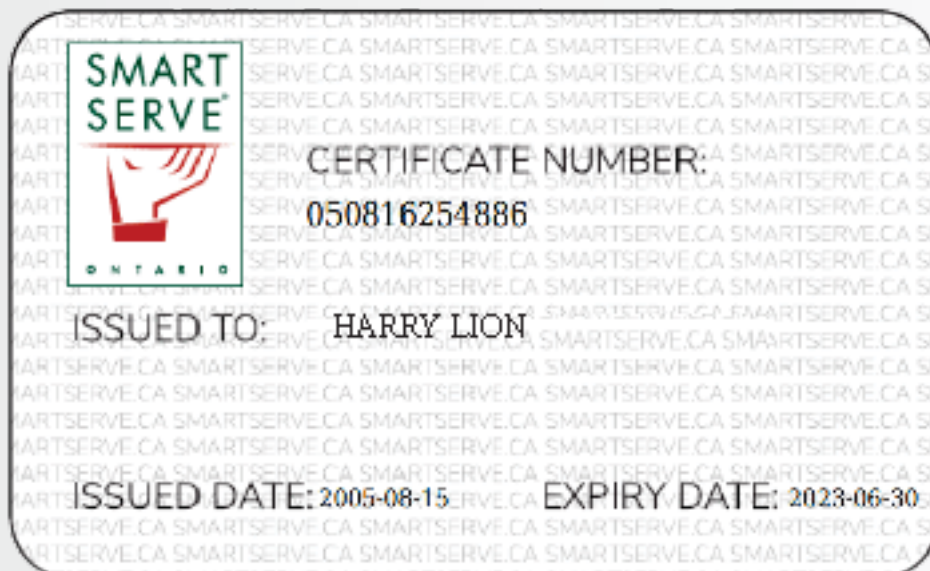 SMART
SERVE
ONTARIO
CERTIFICATE NUMBER:
050816254886
ISSUED TO: HARRY LION
ISSUED DATE: 2005-08-15 EXPIRY DATE: 2023-06-30